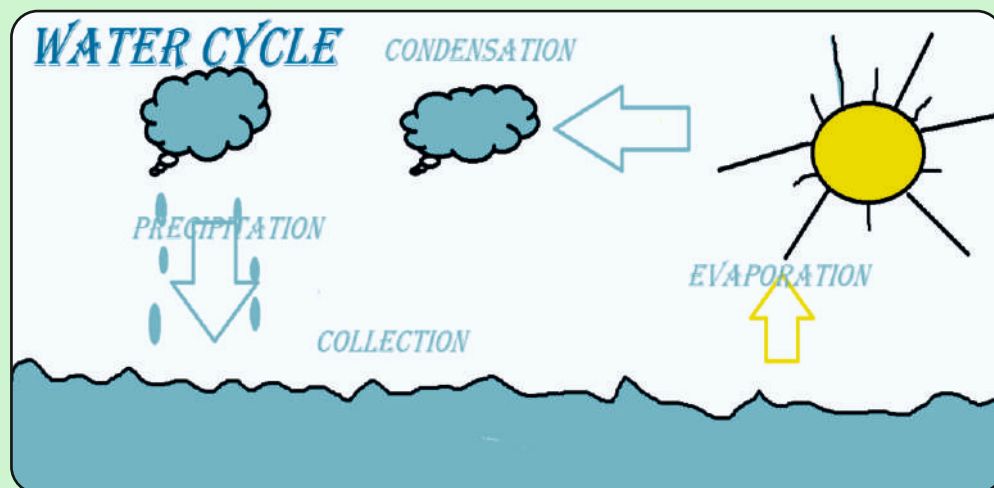 WATER CYCLE
CONDENSATION
PRECIPITATION
EVAPORATION
COLLECTION